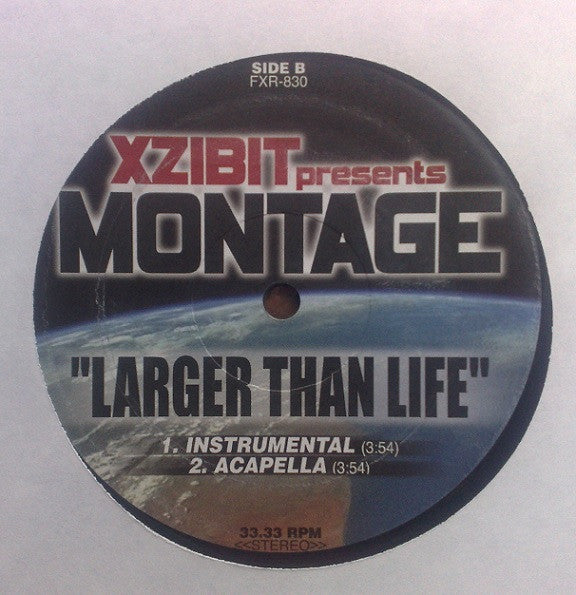 SIDE B
FXR-830
XZIBIT presents
MONTAGE
"LARGER THAN LIFE"
1. INSTRUMENTAL (3:54)
2. ACAPELLA (3:54)
33.33 RPM
<<STEREO>>